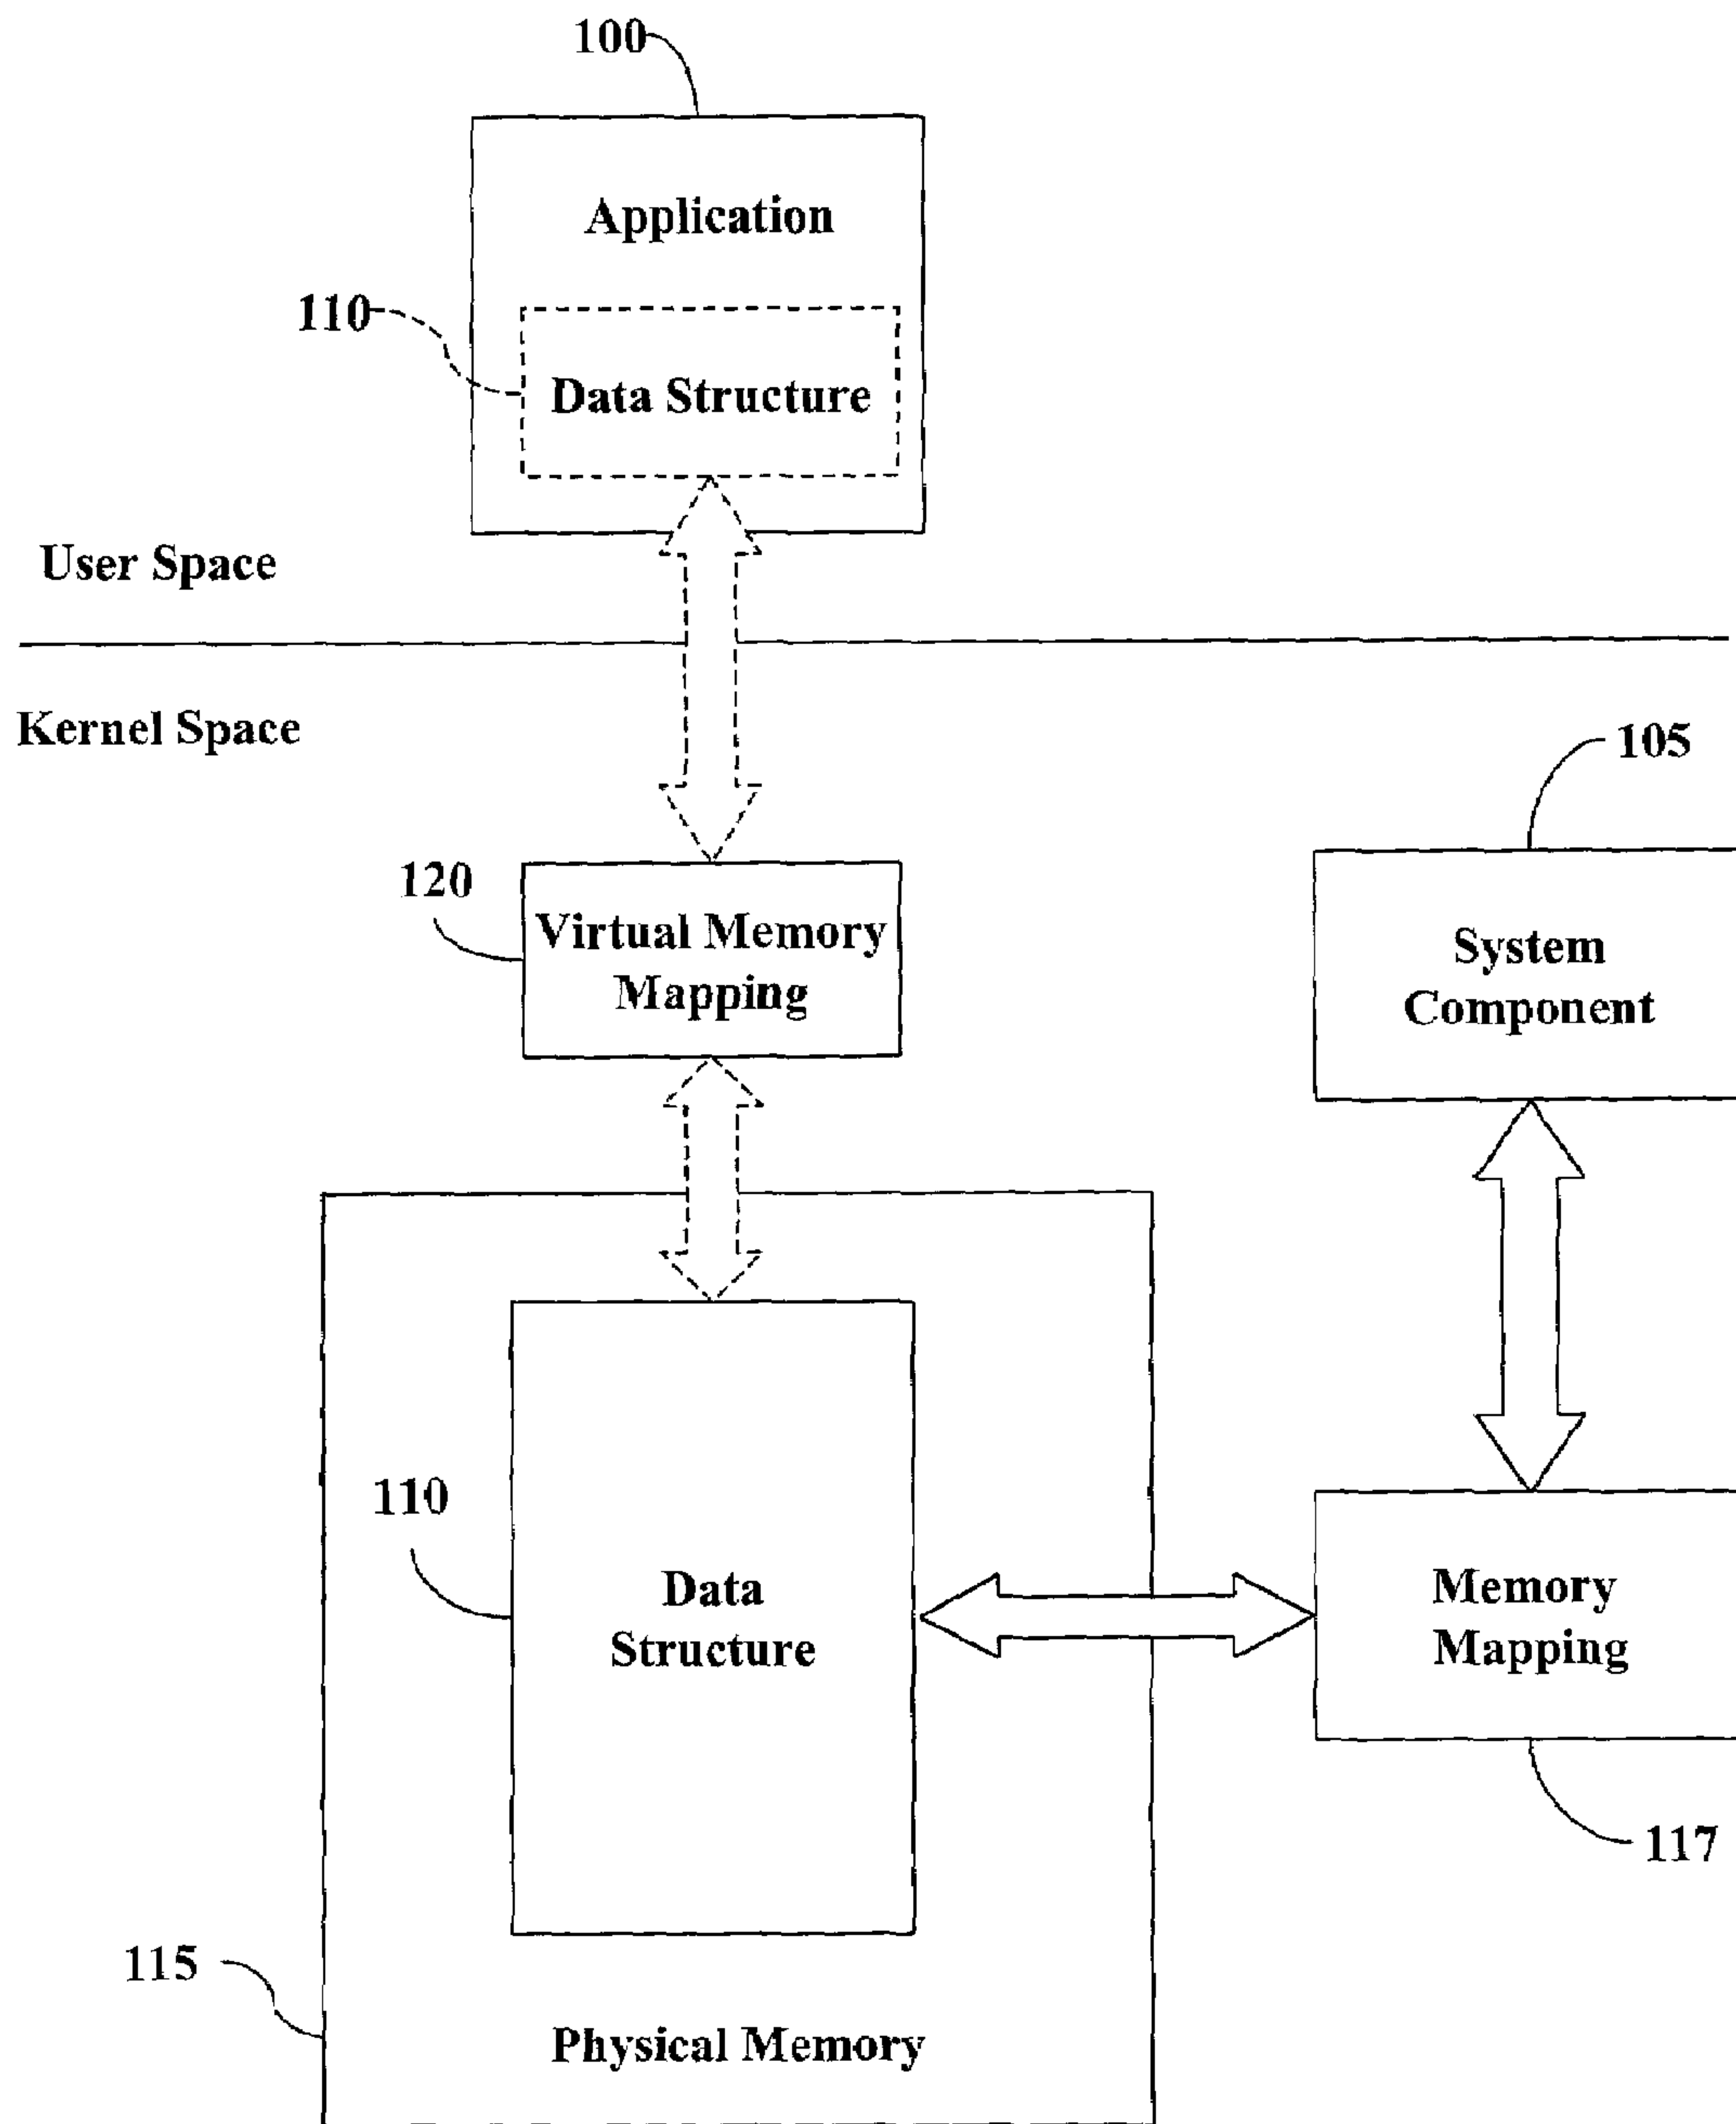 100
Application
110
Data Structure
User Space
Kernel Space
105
120
Virtual Memory
Mapping
System
Component
110
Data
Structure
Memory
Mapping
117
115
Physical Memory